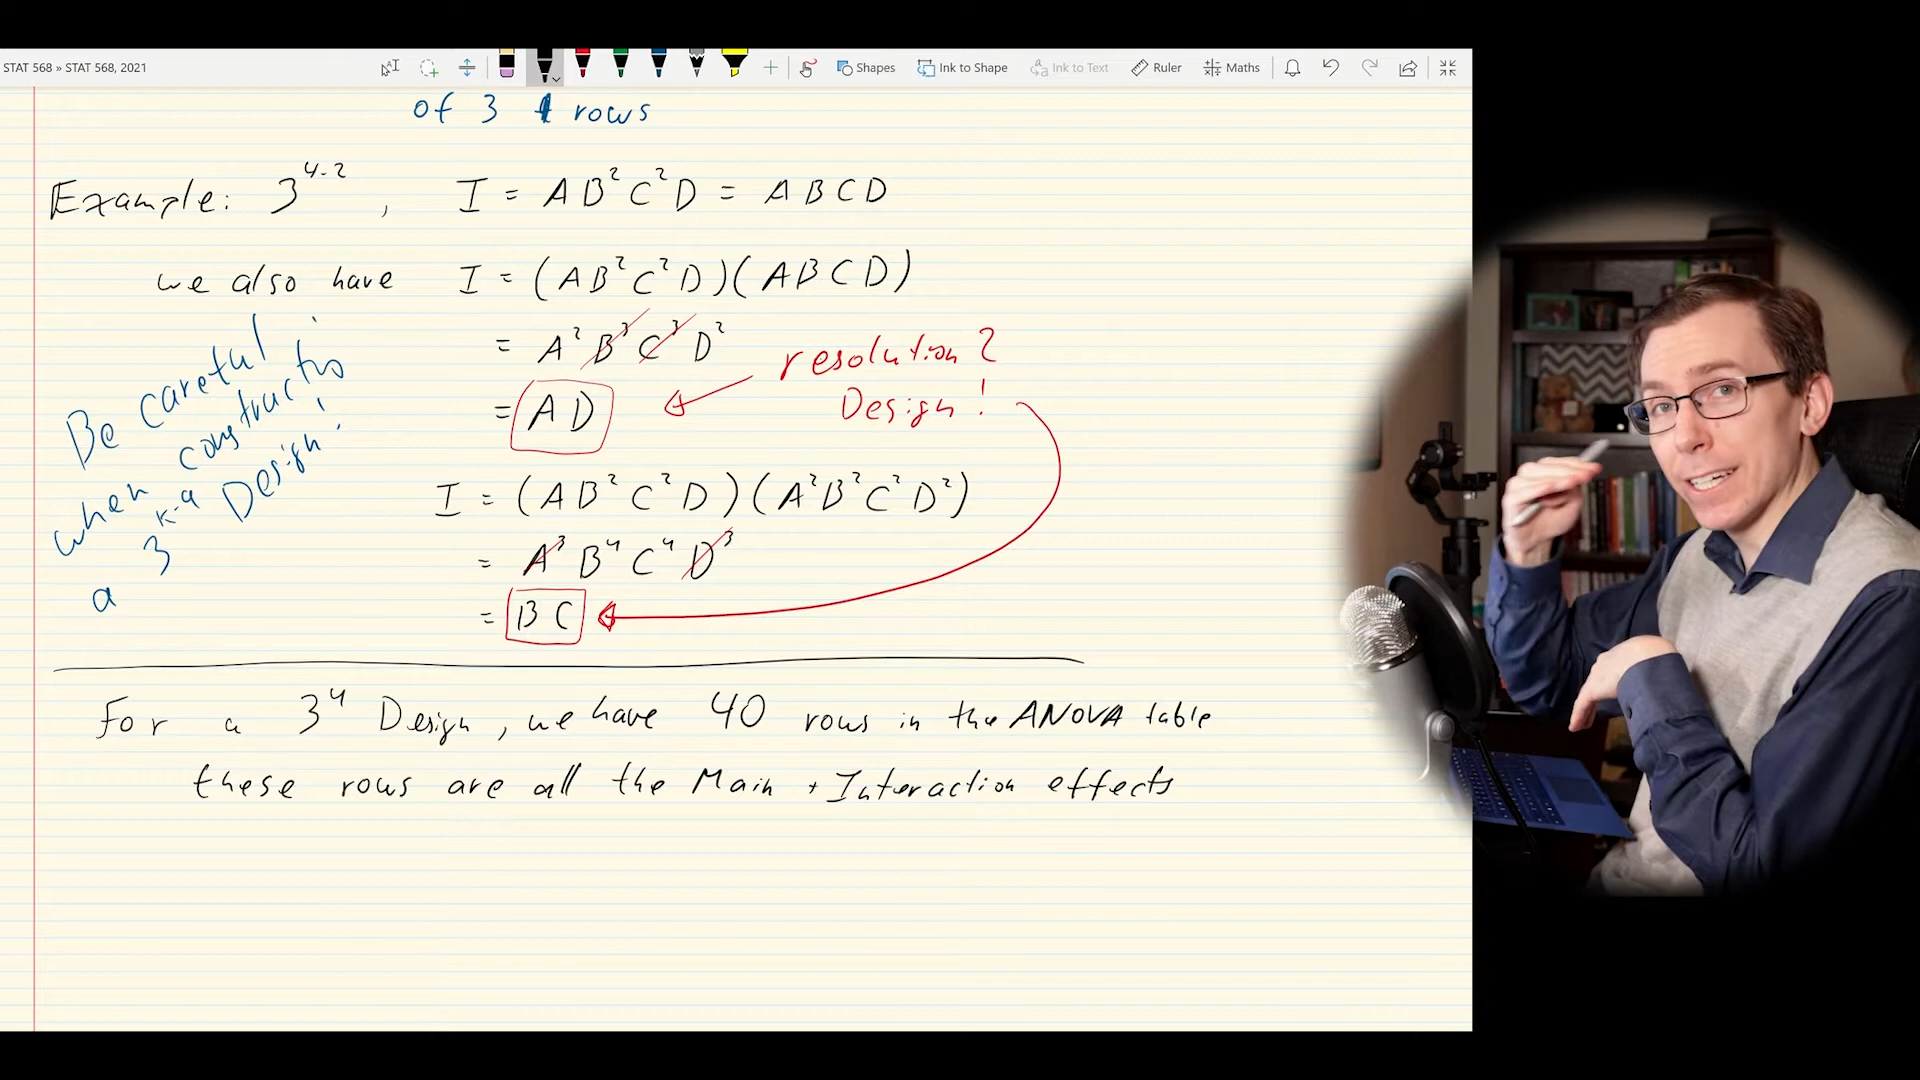 STAT 568 » STAT 568, 2021
Shapes Ink to Shape Ink to Text Ruler Maths
of 3 rows
Example: 3^{4-2}, I = AB²C²D = ABCD
we also have I = (AB²C²D)(ABCD)
= A²B³C³D²
= AD
resolution 2
Design!
I = (AB²C²D)(A²B²C²D²)
= A³B⁴C⁴D³
= BC
Be careful
when constructing
a 3^{k-q} Design!
For a 3⁴ Design, we have 40 rows in the ANOVA table
these rows are all the Main + Interaction effects